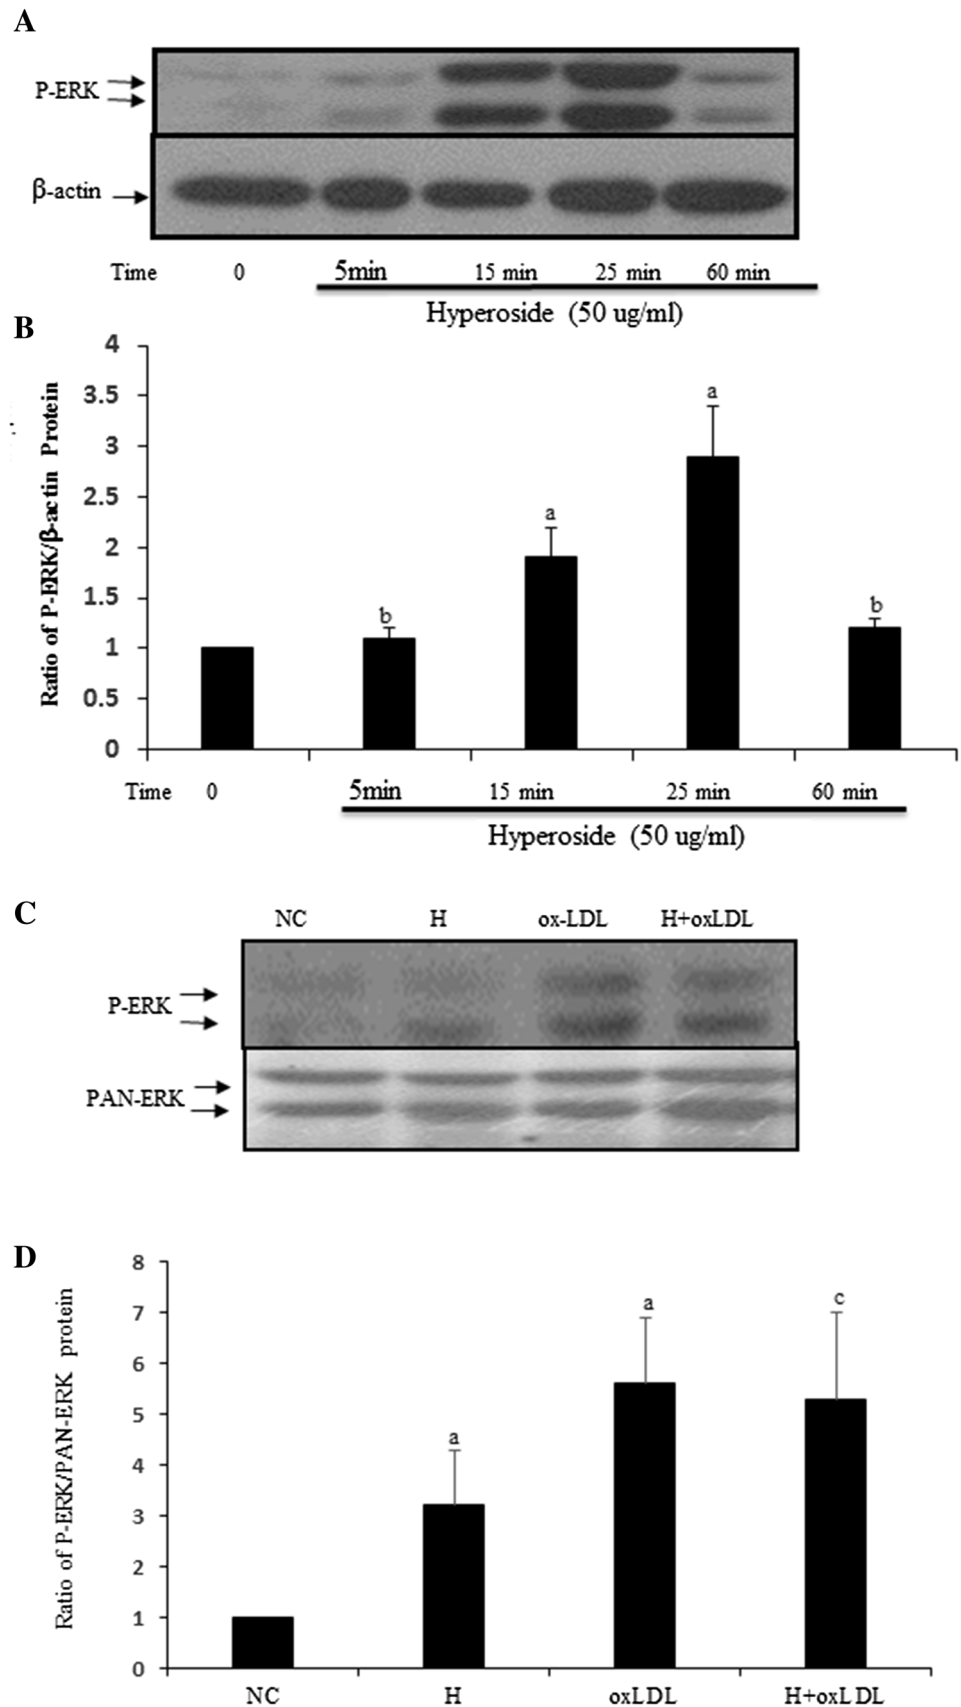 A
P-ERK
β-actin
Time 0 5min 15 min 25 min 60 min
Hyperoside (50 ug/ml)
B
Ratio of P-ERK/β-actin Protein
4
3.5
3
2.5
2
1.5
1
0.5
0
b
a
a
b
Time 0 5min 15 min 25 min 60 min
Hyperoside (50 ug/ml)
C
NC H ox-LDL H+oxLDL
P-ERK
PAN-ERK
D
Ratio of P-ERK/PAN-ERK protein
8
7
6
5
4
3
2
1
0
a
a
c
NC H oxLDL H+oxLDL